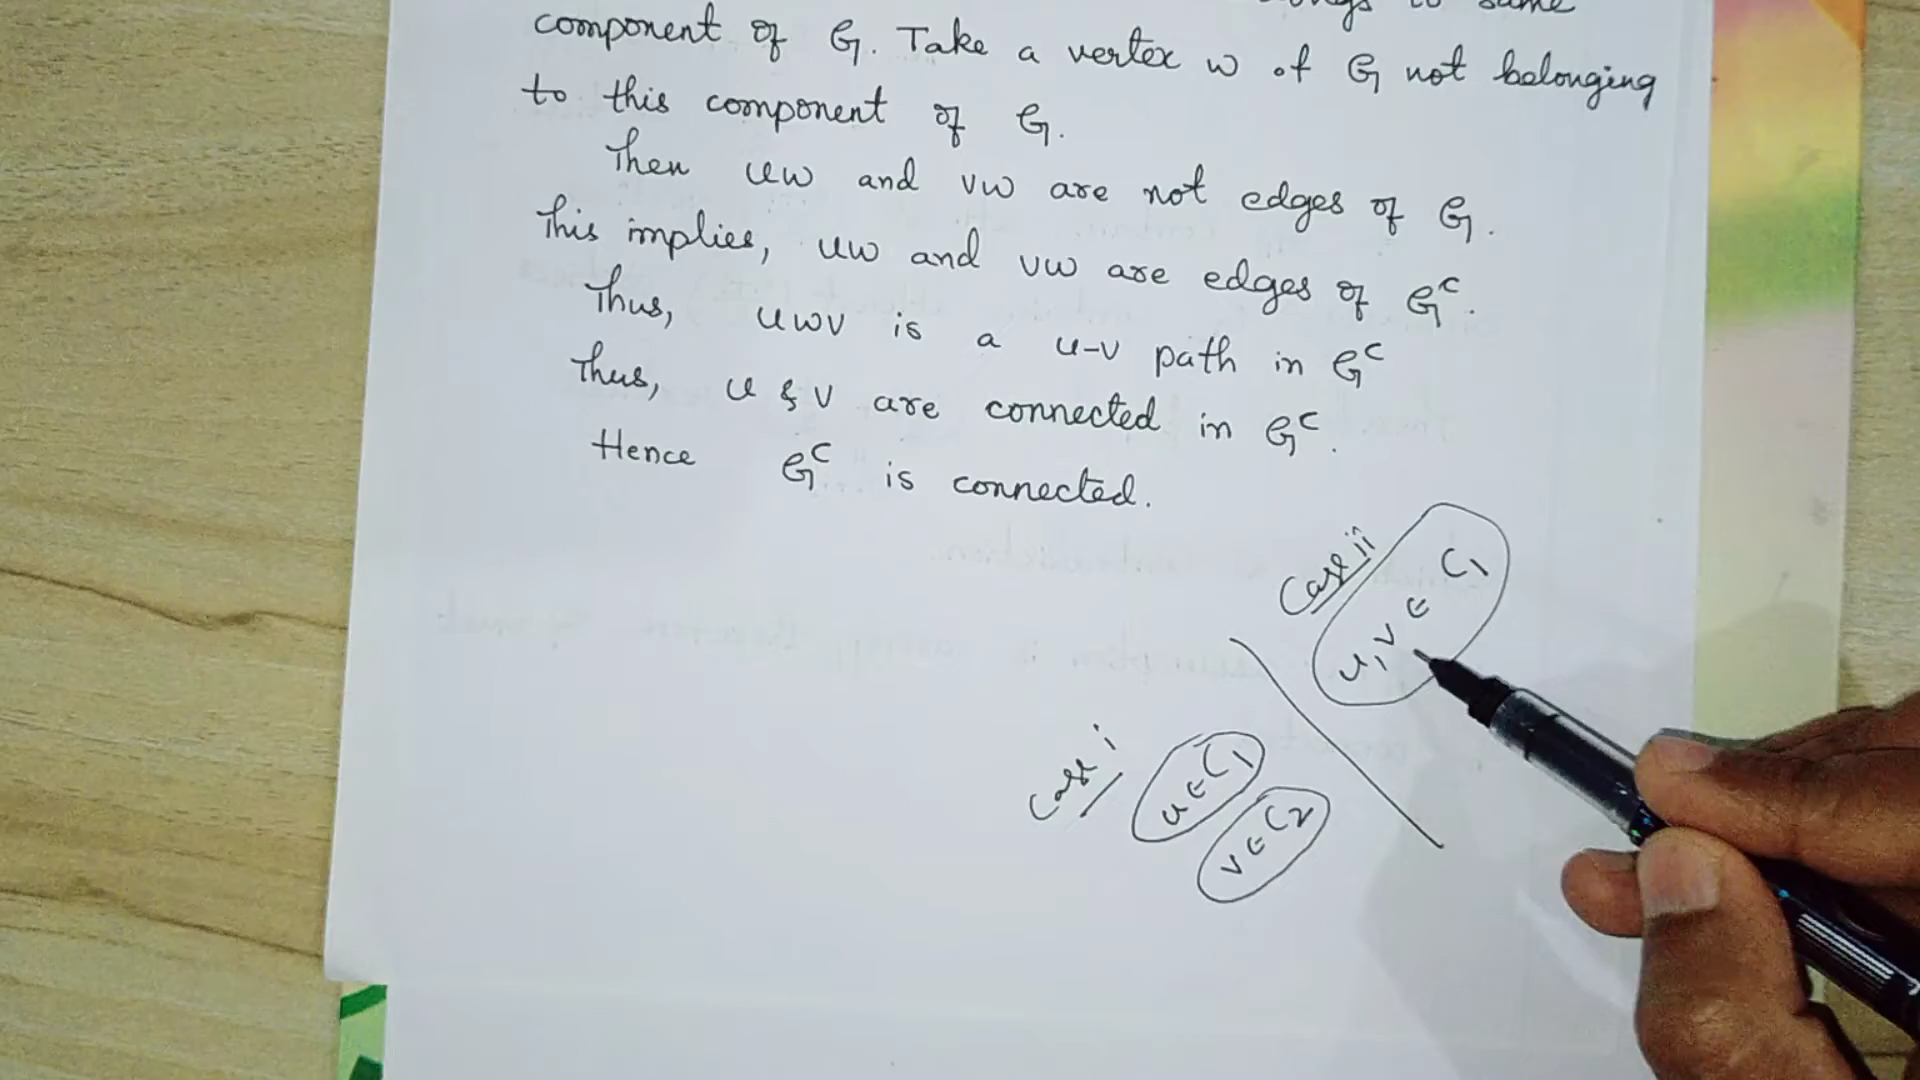 to same
component of G. Take a vertex w of G not belonging
to this component of G.
Then uw and vw are not edges of G.
This implies, uw and vw are edges of G^c.
Thus, uwv is a u-v path in G^c
Thus, u & v are connected in G^c.
Hence G^c is connected.
Case ii
u, v ∈ C1
Case i
u ∈ C1
v ∈ C2